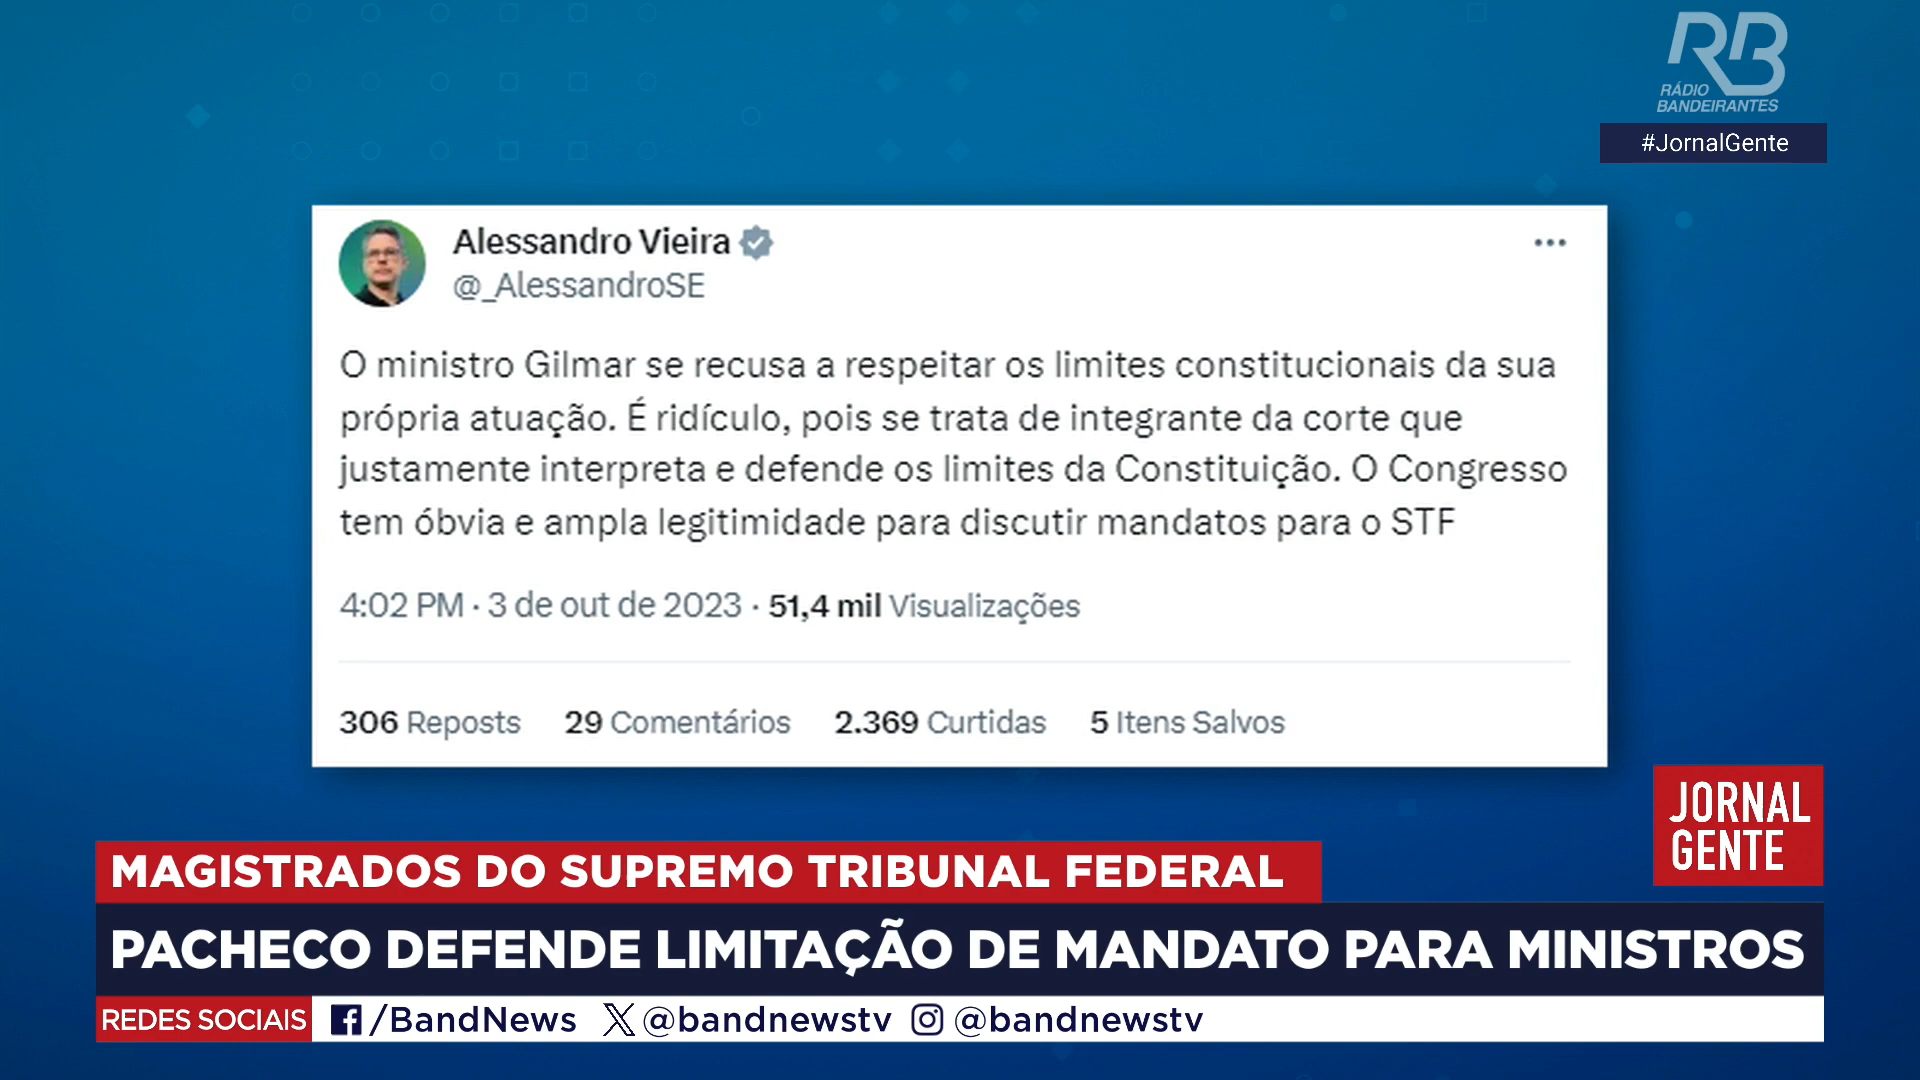 RB
RÁDIO
BANDEIRANTES
#JornalGente
Alessandro Vieira
@_AlessandroSE
O ministro Gilmar se recusa a respeitar os limites constitucionais da sua
própria atuação. É ridículo, pois se trata de integrante da corte que
justamente interpreta e defende os limites da Constituição. O Congresso
tem óbvia e ampla legitimidade para discutir mandatos para o STF
4:02 PM · 3 de out de 2023 · 51,4 mil Visualizações
306 Reposts 29 Comentários 2.369 Curtidas 5 Itens Salvos
JORNAL
GENTE
MAGISTRADOS DO SUPREMO TRIBUNAL FEDERAL
PACHECO DEFENDE LIMITAÇÃO DE MANDATO PARA MINISTROS
REDES SOCIAIS /BandNews @bandnewstv @bandnewstv